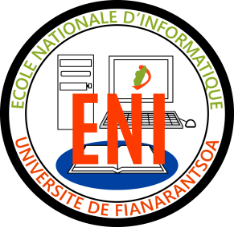 ECOLE NATIONALE D'INFORMATIQUE
ENI
UNIVERSITE DE FIANARANTSOA